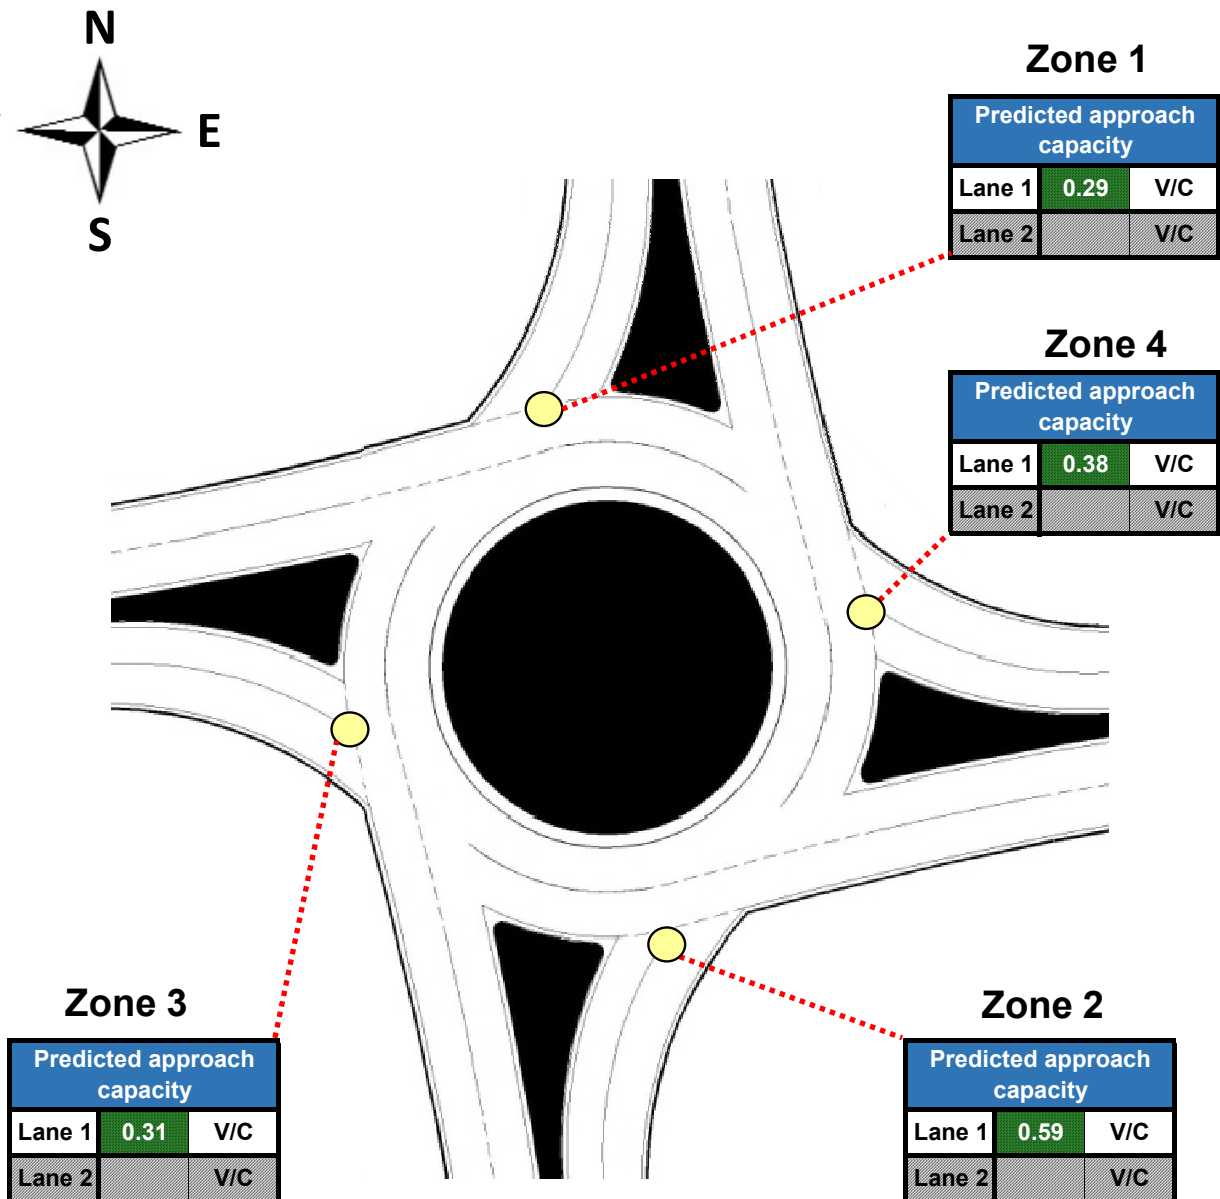 N
E
S
Zone 1
Predicted approach
capacity
Lane 1 0.29 V/C
Lane 2 V/C
Zone 4
Predicted approach
capacity
Lane 1 0.38 V/C
Lane 2 V/C
Zone 3
Predicted approach
capacity
Lane 1 0.31 V/C
Lane 2 V/C
Zone 2
Predicted approach
capacity
Lane 1 0.59 V/C
Lane 2 V/C